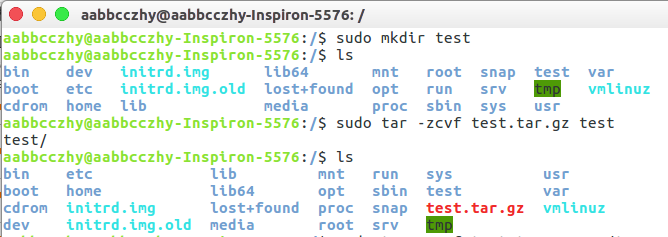 aabbcczhy@aabbcczhy-Inspiron-5576: /
aabbcczhy@aabbcczhy-Inspiron-5576:/$ sudo mkdir test
aabbcczhy@aabbcczhy-Inspiron-5576:/$ ls
bin dev initrd.img lib64 mnt root snap test var
boot etc initrd.img.old lost+found opt run srv tmp vmlinuz
cdrom home lib media proc sbin sys usr
aabbcczhy@aabbcczhy-Inspiron-5576:/$ sudo tar -zcvf test.tar.gz test
test/
aabbcczhy@aabbcczhy-Inspiron-5576:/$ ls
bin etc lib mnt run sys usr
boot home lib64 opt sbin test var
cdrom initrd.img lost+found proc snap test.tar.gz vmlinuz
dev initrd.img.old media root srv tmp